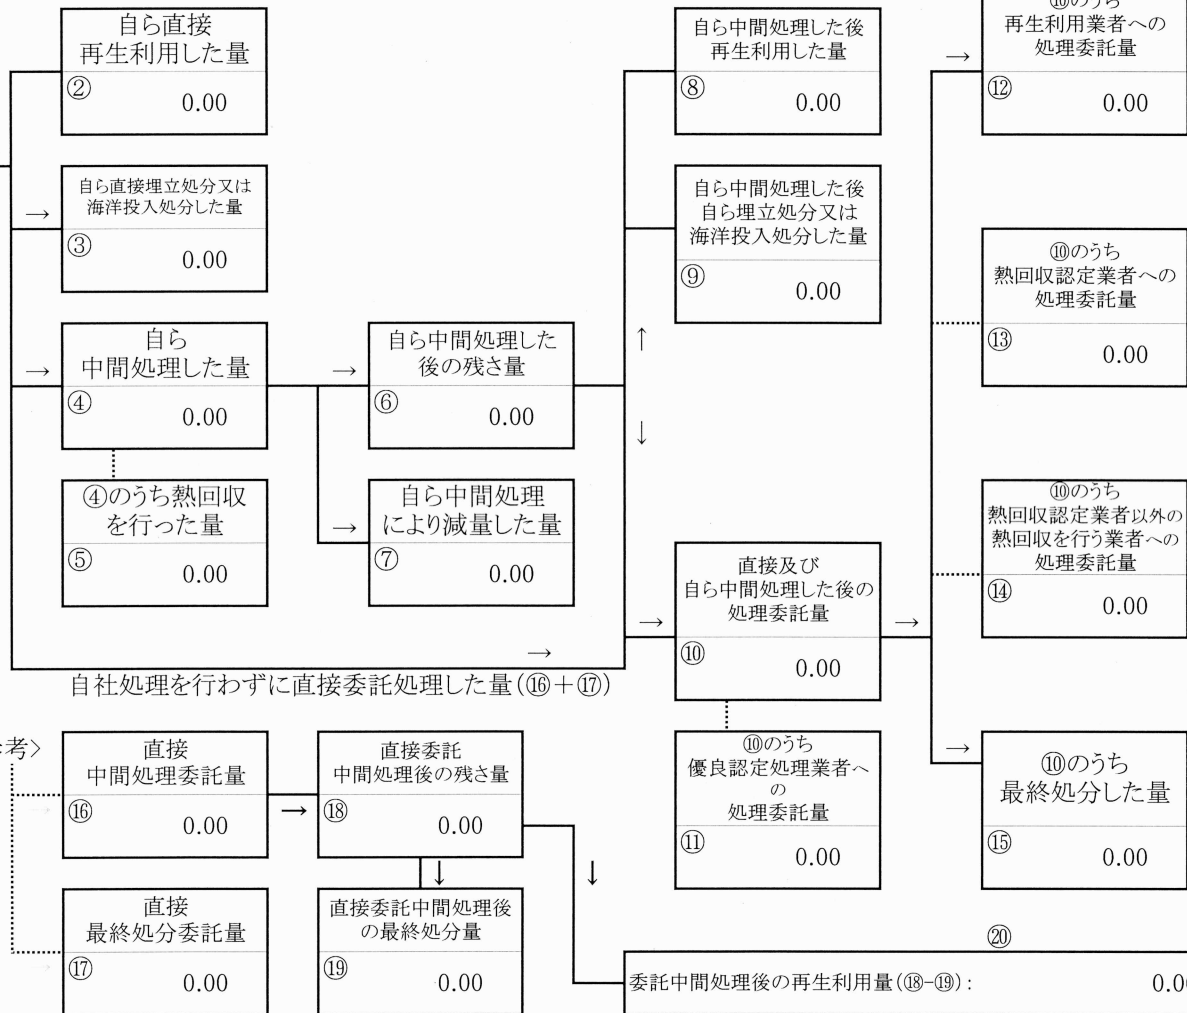 自ら直接
再生利用した量
②
0.00
自ら直接埋立処分又は
海洋投入処分した量
→
③
0.00
自ら
中間処理した量
→
④
0.00
④のうち熱回収
を行った量
⑤
0.00
自ら中間処理した
後の残さ量
→
⑥
0.00
自ら中間処理
により減量した量
→
⑦
0.00
自ら中間処理した後
再生利用した量
⑧
0.00
自ら中間処理した後
自ら埋立処分又は
海洋投入処分した量
⑨
0.00
↑
↓
直接及び
自ら中間処理した後の
処理委託量
→
⑩
0.00
→
⑩のうち
優良認定処理業者へ
の
処理委託量
⑪
0.00
⑩のうち
再生利用業者への
処理委託量
→
⑫
0.00
⑩のうち
熱回収認定業者への
処理委託量
⑬
0.00
⑩のうち
熱回収認定業者以外の
熱回収を行う業者への
処理委託量
⑭
0.00
→
⑩のうち
最終処分した量
⑮
0.00
→
自社処理を行わずに直接委託処理した量(⑯+⑰)
考>
直接
中間処理委託量
⑯
0.00
→
直接委託
中間処理後の残さ量
⑱
0.00
↓
↓
直接
最終処分委託量
⑰
0.00
直接委託中間処理後
の最終処分量
⑲
0.00
⑳
委託中間処理後の再生利用量(⑱-⑲):
0.0